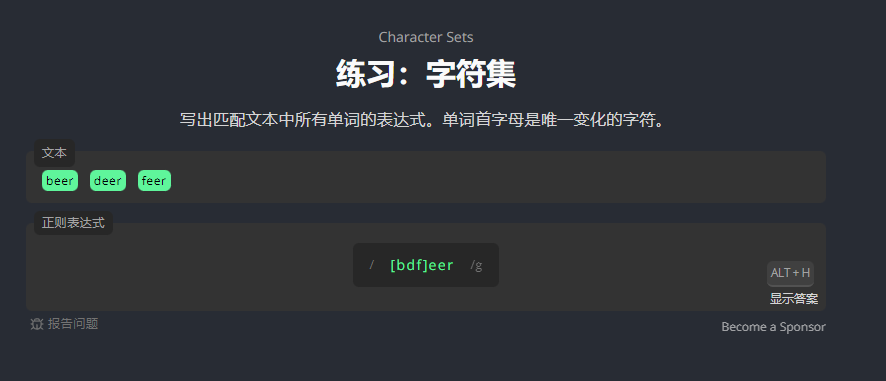 Character Sets
练习：字符集
写出匹配文本中所有单词的表达式。单词首字母是唯一变化的字符。
文本
beer deer feer
正则表达式
/ [bdf]eer /g
ALT + H
显示答案
报告问题
Become a Sponsor